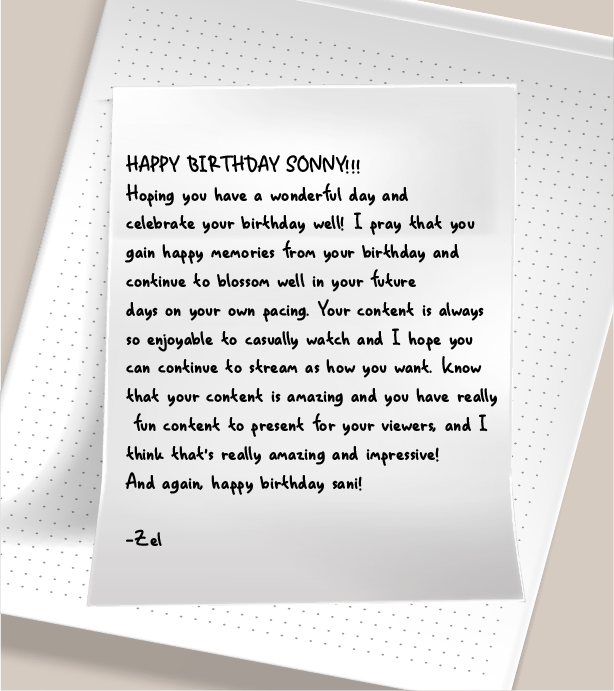 HAPPY BIRTHDAY SONNY!!!
Hoping you have a wonderful day and
celebrate your birthday well! I pray that you
gain happy memories from your birthday and
continue to blossom well in your future
days on your own pacing. Your content is always
so enjoyable to casually watch and I hope you
can continue to stream as how you want. Know
that your content is amazing and you have really
fun content to present for your viewers, and I
think that's really amazing and impressive!
And again, happy birthday sani!
-Zel